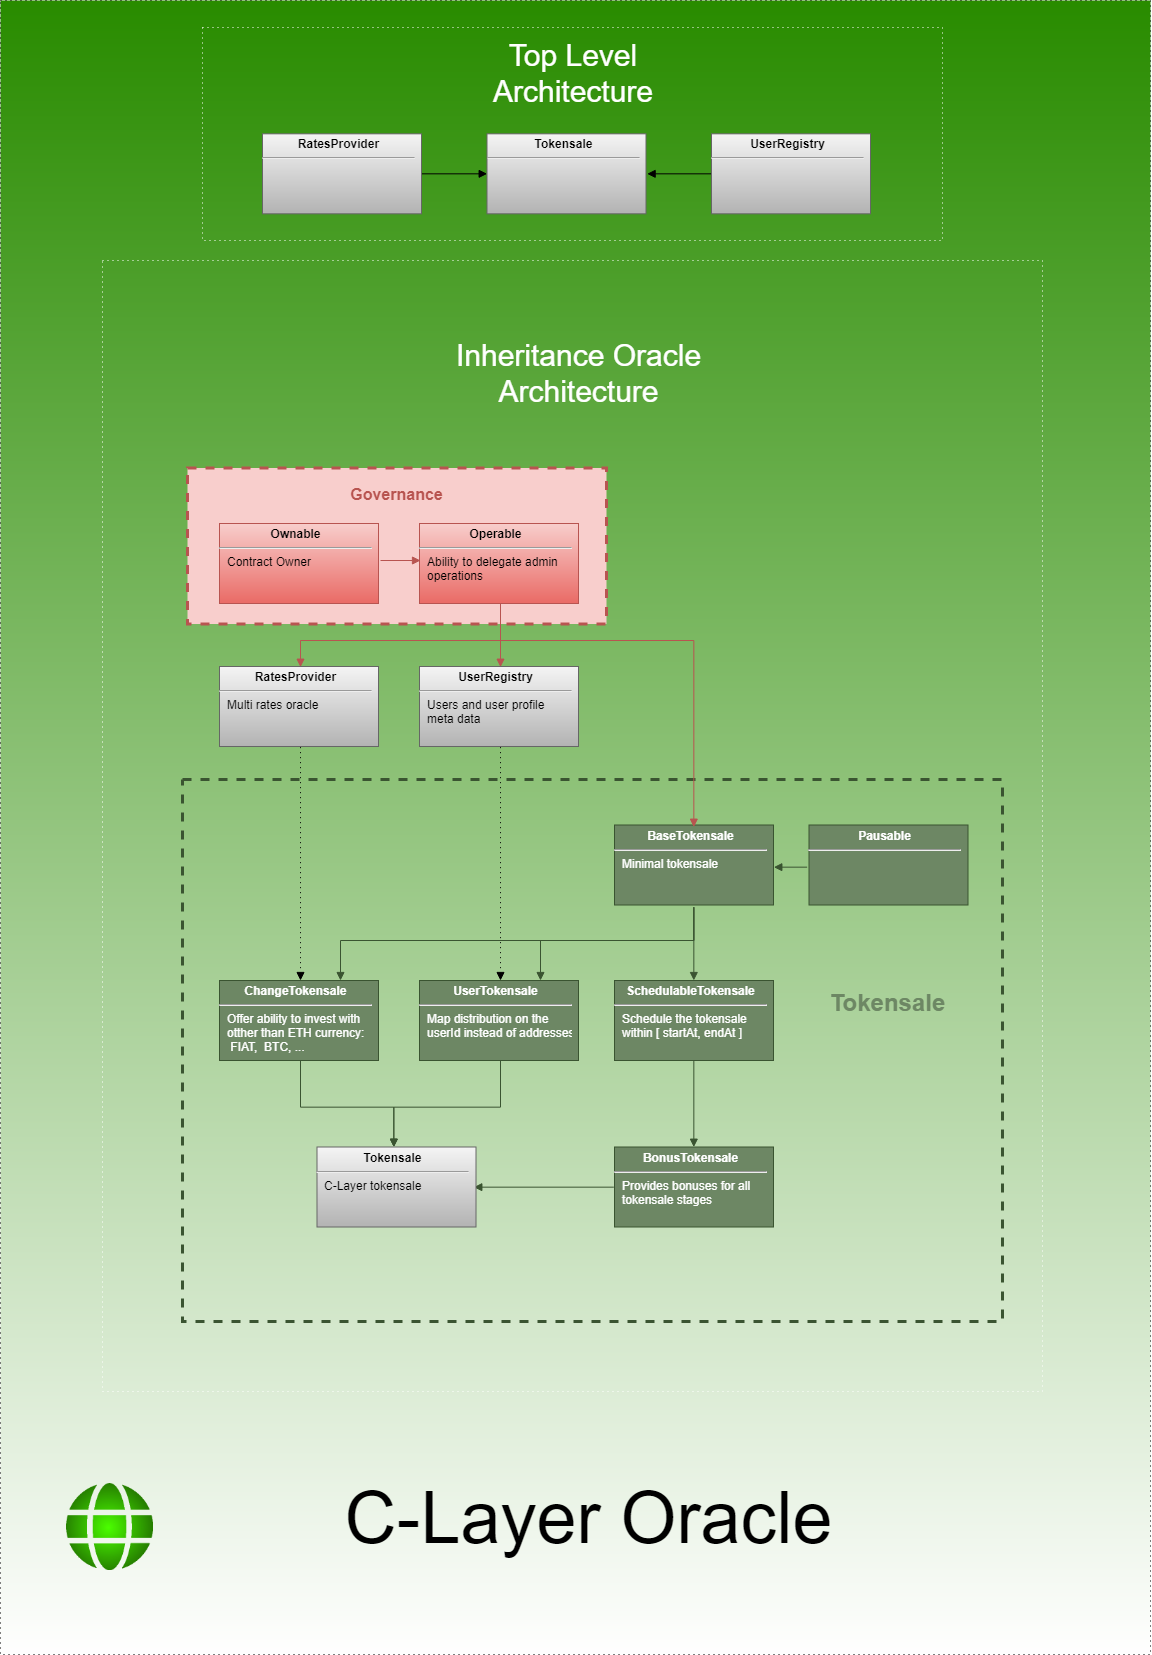 Top Level
Architecture
RatesProvider
Tokensale
UserRegistry
Inheritance Oracle
Architecture
Governance
Ownable
Contract Owner
Operable
Ability to delegate admin
operations
RatesProvider
Multi rates oracle
UserRegistry
Users and user profile
meta data
BaseTokensale
Minimal tokensale
Pausable
ChangeTokensale
Offer ability to invest with
otther than ETH currency:
FIAT, BTC, ...
UserTokensale
Map distribution on the
userId instead of addresses
SchedulableTokensale
Schedule the tokensale
within [ startAt, endAt ]
Tokensale
Tokensale
C-Layer tokensale
BonusTokensale
Provides bonuses for all
tokensale stages
C-Layer Oracle